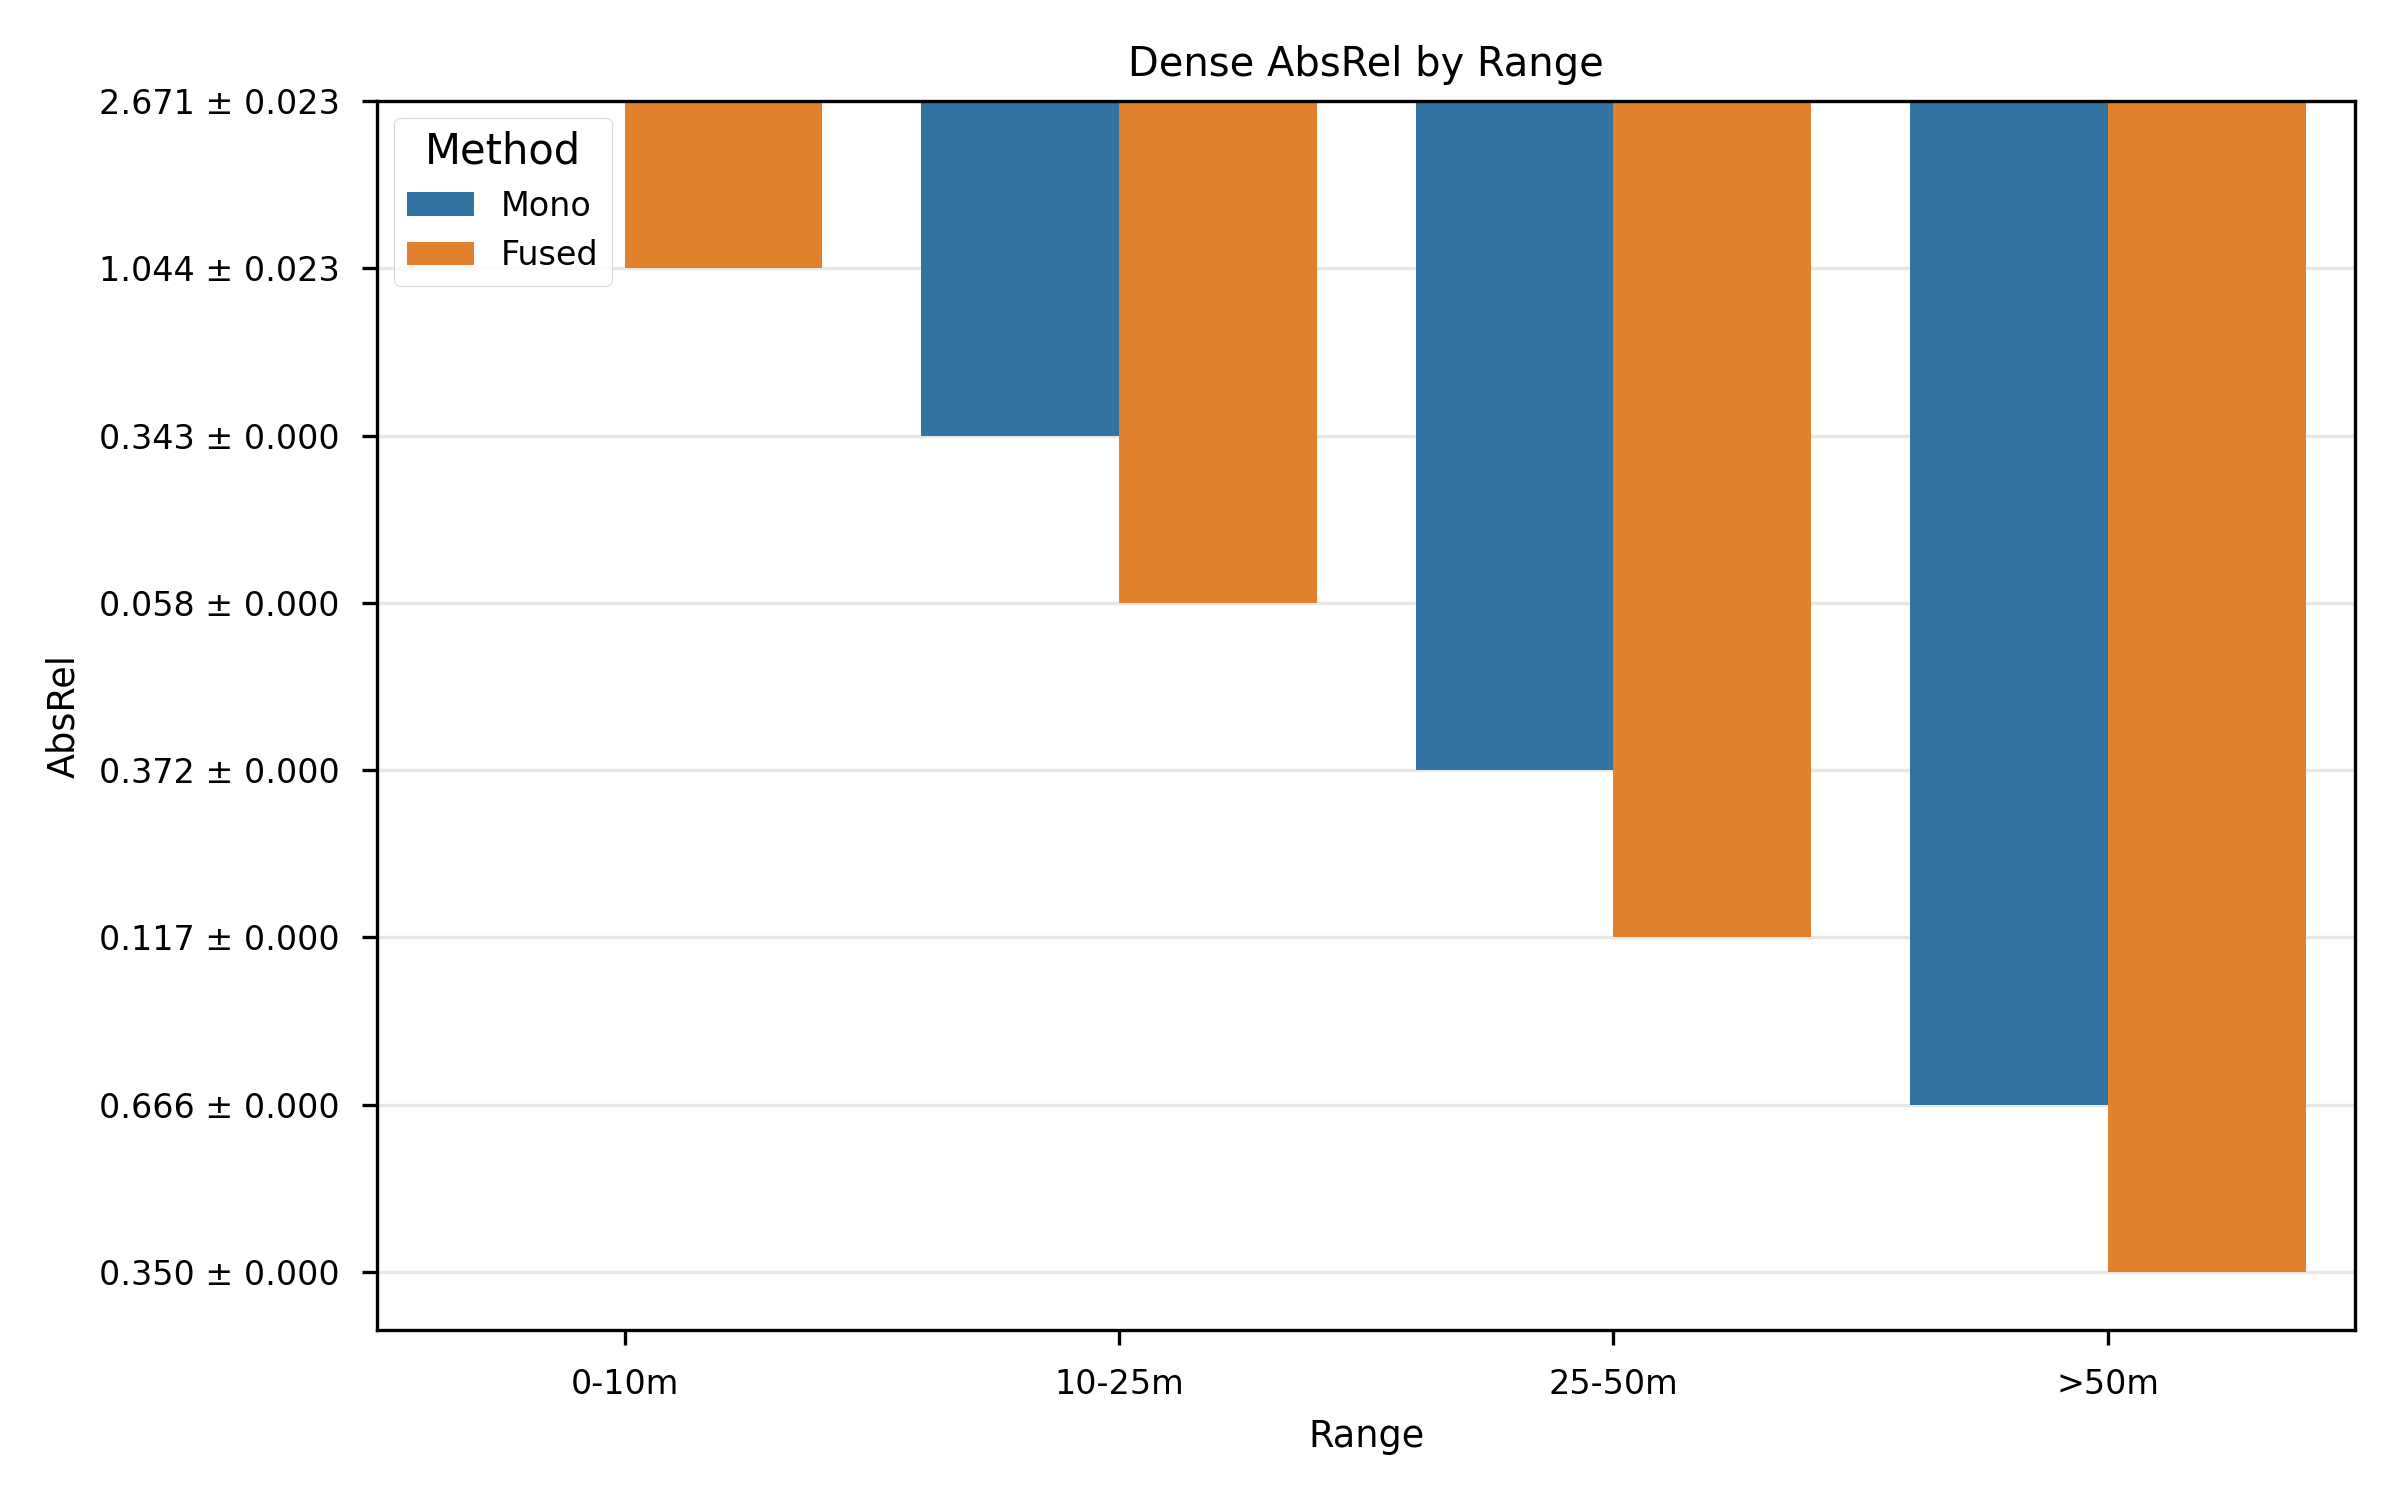 Dense AbsRel by Range
2.671 ± 0.023
1.044 ± 0.023
0.343 ± 0.000
0.058 ± 0.000
0.372 ± 0.000
0.117 ± 0.000
0.666 ± 0.000
0.350 ± 0.000
AbsRel
Method
Mono
Fused
0-10m
10-25m
25-50m
>50m
Range